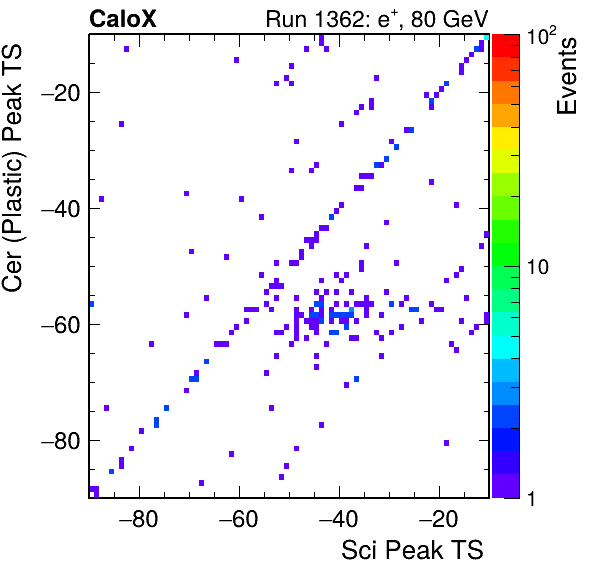 CaloX Run 1362: e⁺, 80 GeV
Cer (Plastic) Peak TS
−20
−40
−60
−80
−80 −60 −40 −20
Sci Peak TS
10²
10
1
Events